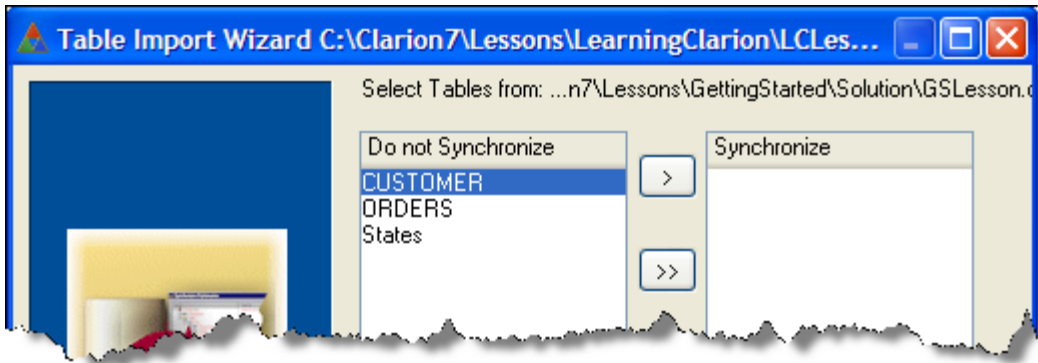 Table Import Wizard C:\Clarion7\Lessons\LearningClarion\LCLes...
Select Tables from: ...n7\Lessons\GettingStarted\Solution\GSLesson.
Do not Synchronize
CUSTOMER
ORDERS
States
>
>>
Synchronize